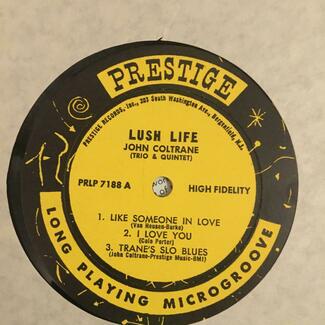 PRESTIGE
PRESTIGE RECORDS, Inc., 203 South Washington Ave., Bergenfield, N.J.
LUSH LIFE
JOHN COLTRANE
(TRIO & QUINTET)
PRLP 7188 A
HIGH FIDELITY
1. LIKE SOMEONE IN LOVE
(Van Heusen-Burke)
2. I LOVE YOU
(Cole Porter)
3. TRANE'S SLO BLUES
(John Coltrane-Prestige Music-BMI)
LONG PLAYING MICROGROOVE